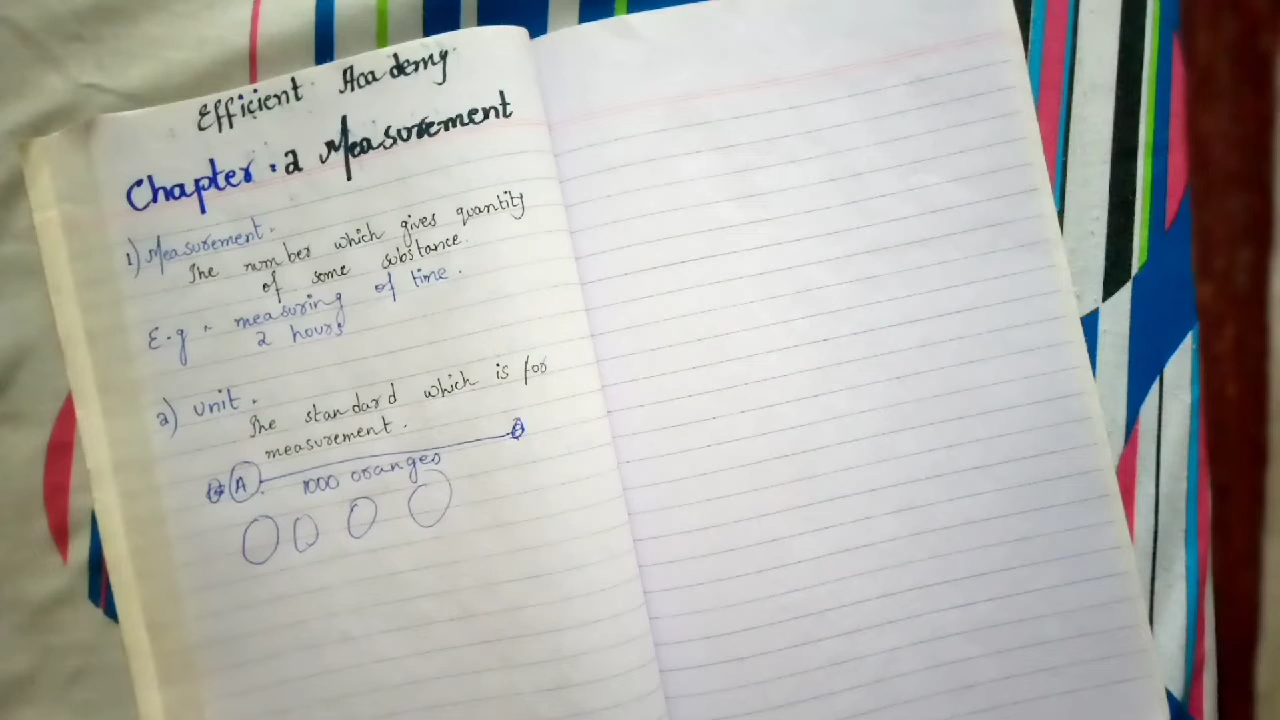 Efficient Academy
Chapter : 2 Measurement
1) Measurement.
The number which gives quantity
of some substance.
E.g : measuring of time.
2 hours
2) Unit.
The standard which is for
measurement.
A
1000 oranges